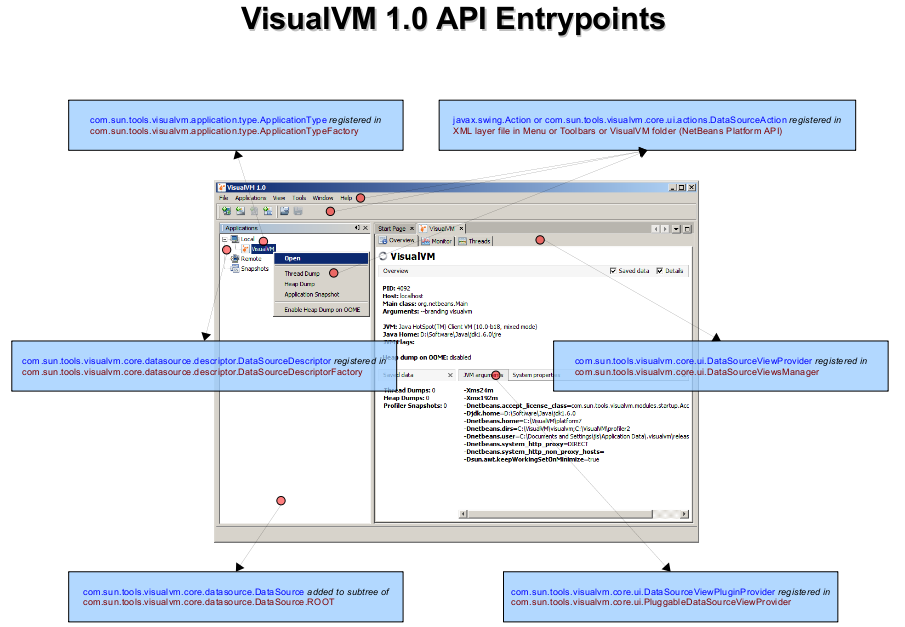 VisualVM 1.0 API Entrypoints
com.sun.tools.visualvm.application.type.ApplicationType registered in
com.sun.tools.visualvm.application.type.ApplicationTypeFactory
javax.swing.Action or com.sun.tools.visualvm.core.ui.actions.DataSourceAction registered in
XML layer file in Menu or Toolbars or VisualVM folder (NetBeans Platform API)
VisualVM 1.0
File Applications View Tools Window Help
Applications
Local
VisualVM
Remote
Snapshots
Open
Thread Dump
Heap Dump
Application Snapshot
Enable Heap Dump on OOME
Start Page VisualVM
Overview Monitor Threads
VisualVM
Overview Saved data Details
PID: 4092
Host: localhost
Main class: org.netbeans.Main
Arguments: --branding visualvm
JVM: Java HotSpot(TM) Client VM (10.0-b18, mixed mode)
Java Home: D:\Software\Java\jdk1.6.0\jre
Flags:
dump on OOME: disabled
com.sun.tools.visualvm.core.datasource.descriptor.DataSourceDescriptor registered in
com.sun.tools.visualvm.core.datasource.descriptor.DataSourceDescriptorFactory
com.sun.tools.visualvm.core.ui.DataSourceViewProvider registered in
com.sun.tools.visualvm.core.ui.DataSourceViewsManager
Saved data JVM arguments System properties
Thread Dumps: 0
Heap Dumps: 0
Profiler Snapshots: 0
-Xms24m
-Xmx192m
-Dnetbeans.accept_license_class=com.sun.tools.visualvm.modules.startup.Acc
-Djdk.home=D:\Software\Java\jdk1.6.0
-Dnetbeans.home=C:\VisualVM\platform7
-Dnetbeans.dirs=C:\VisualVM\visualvm;C:\VisualVM\profiler2
-Dnetbeans.user=C:\Documents and Settings\js\Application Data\.visualvm\releas
-Dnetbeans.system_http_proxy=DIRECT
-Dnetbeans.system_http_non_proxy_hosts=
-Dsun.awt.keepWorkingSetOnMinimize=true
com.sun.tools.visualvm.core.datasource.DataSource added to subtree of
com.sun.tools.visualvm.core.datasource.DataSource.ROOT
com.sun.tools.visualvm.core.ui.DataSourceViewPluginProvider registered in
com.sun.tools.visualvm.core.ui.PluggableDataSourceViewProvider